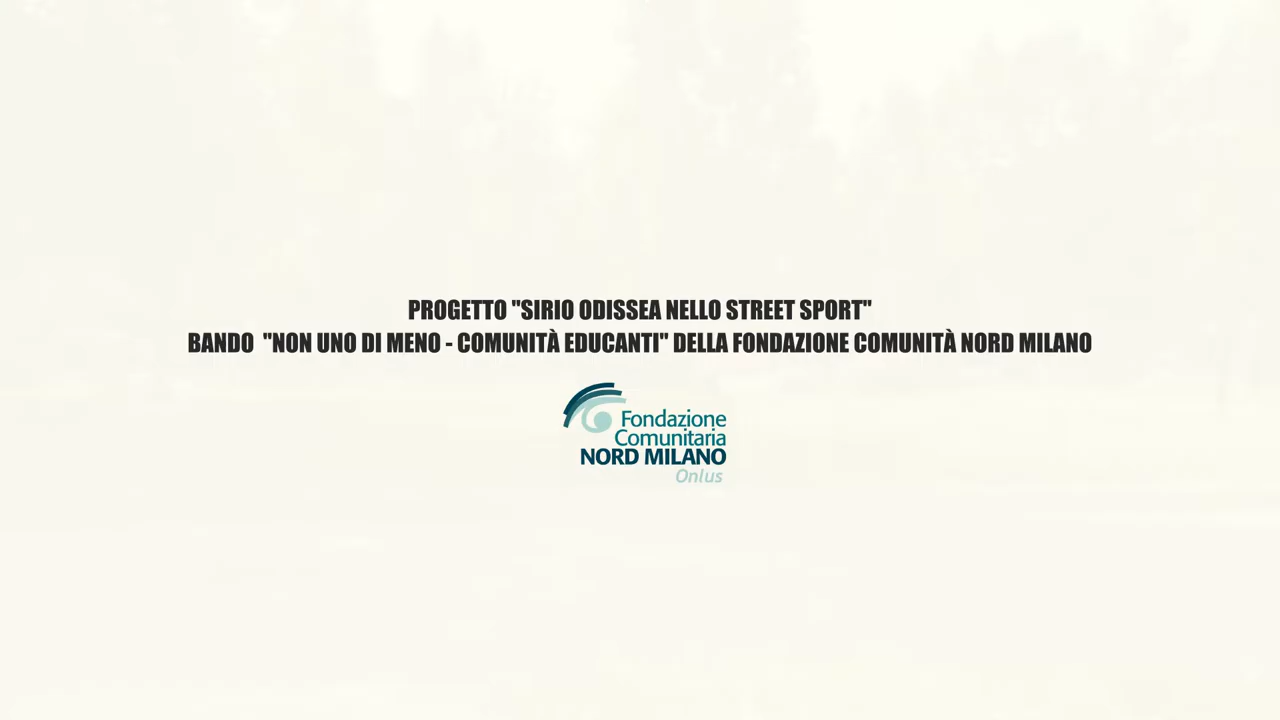 PROGETTO "SIRIO ODISSEA NELLO STREET SPORT"
BANDO  "NON UNO DI MENO - COMUNITÀ EDUCANTI" DELLA FONDAZIONE COMUNITÀ NORD MILANO
Fondazione
Comunitaria
NORD MILANO
Onlus